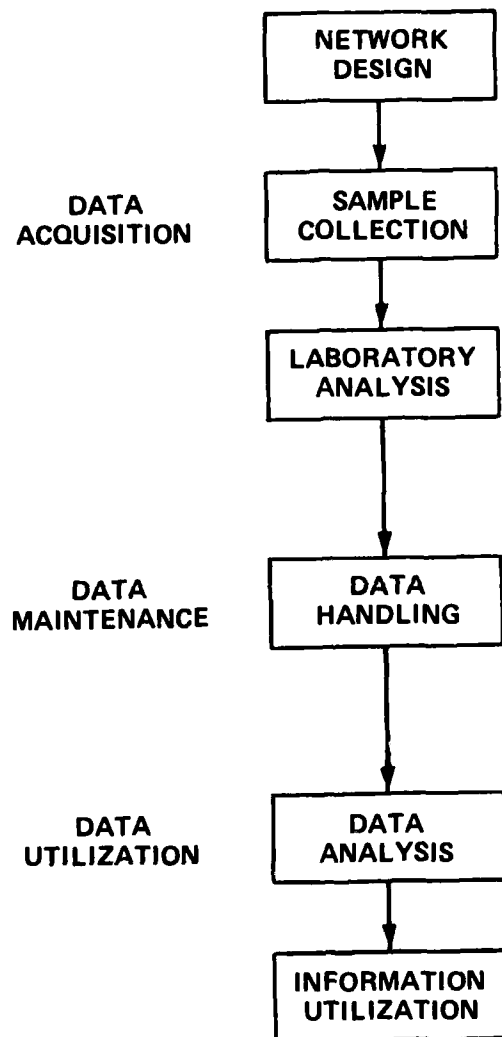 NETWORK
DESIGN
DATA
ACQUISITION
SAMPLE
COLLECTION
LABORATORY
ANALYSIS
DATA
MAINTENANCE
DATA
HANDLING
DATA
UTILIZATION
DATA
ANALYSIS
INFORMATION
UTILIZATION